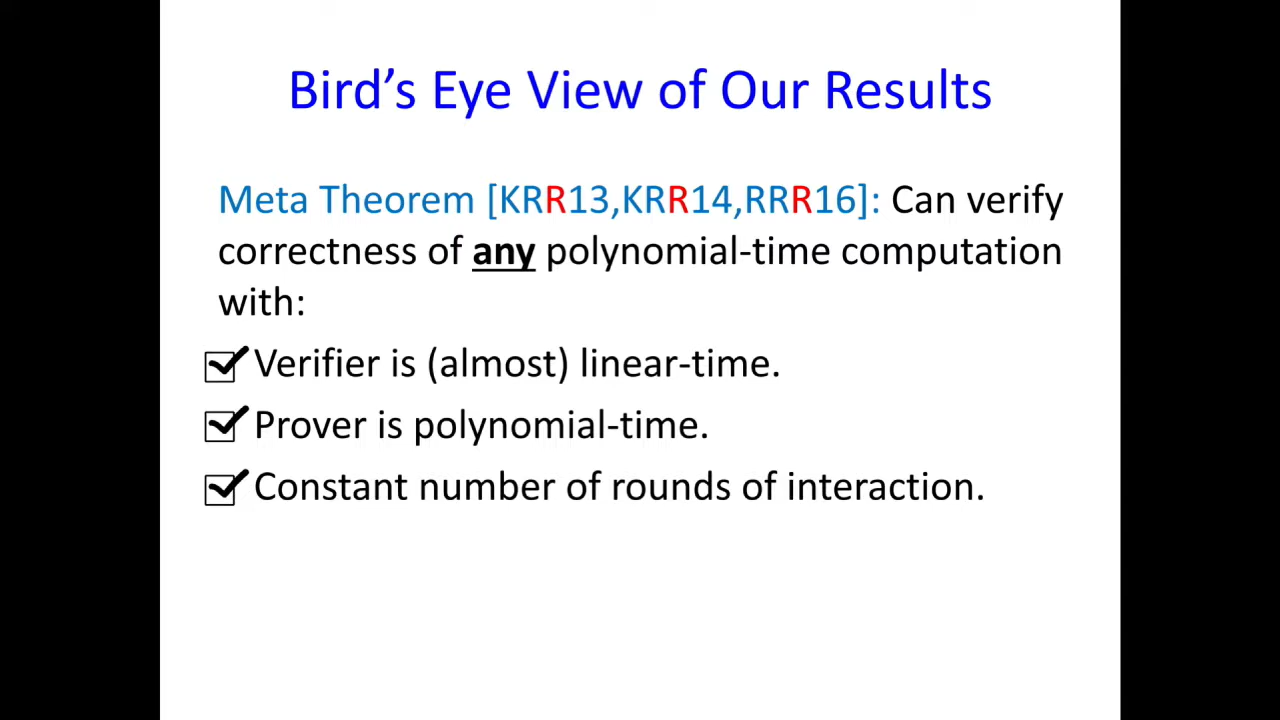 Bird’s Eye View of Our Results
Meta Theorem [KRR13,KRR14,RRR16]: Can verify
correctness of any polynomial-time computation
with:
Verifier is (almost) linear-time.
Prover is polynomial-time.
Constant number of rounds of interaction.